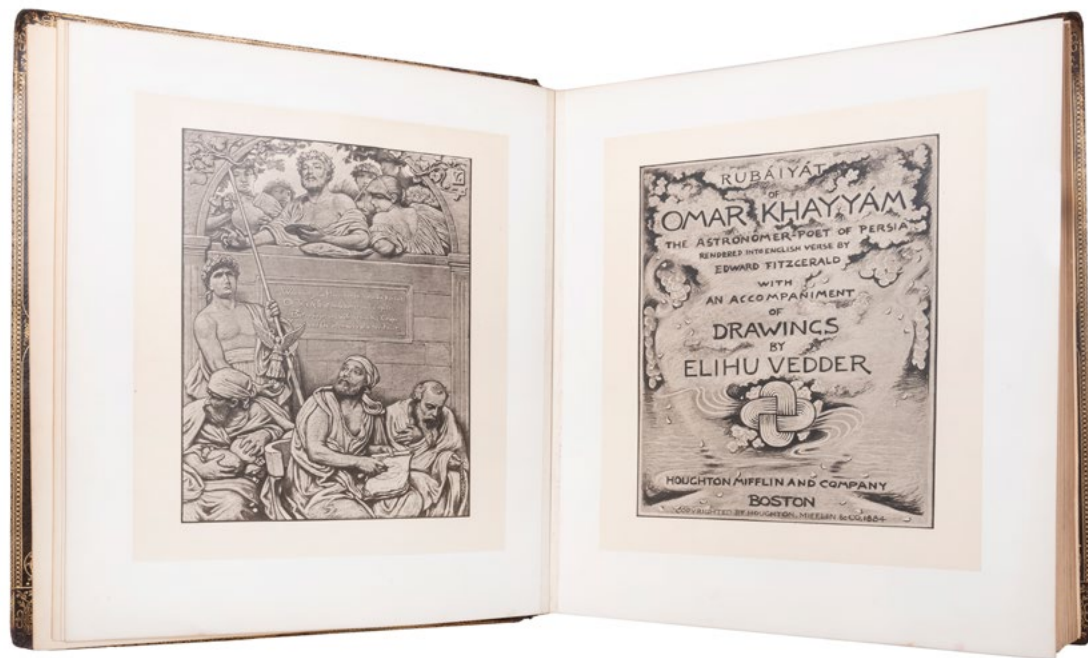 RUBÁIYÁT
OF
OMAR KHAYYÁM
THE ASTRONOMER-POET OF PERSIA
RENDERED INTO ENGLISH VERSE BY
EDWARD FITZGERALD
WITH
AN ACCOMPANIMENT
OF
DRAWINGS
BY
ELIHU VEDDER
HOUGHTON MIFFLIN AND COMPANY
BOSTON
COPYRIGHTED BY HOUGHTON, MIFFLIN & CO. 1884